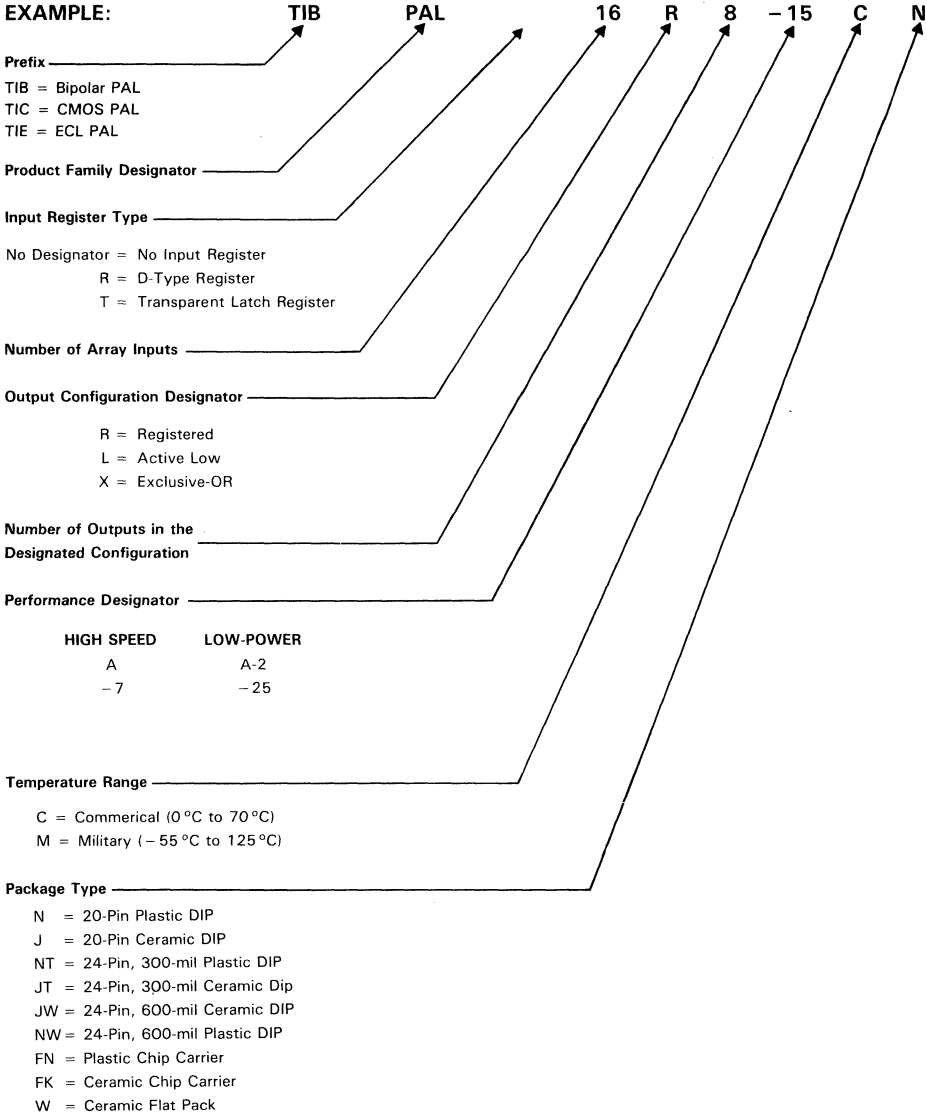 EXAMPLE: TIB PAL 16 R 8 −15 C N
Prefix
TIB = Bipolar PAL
TIC = CMOS PAL
TIE = ECL PAL
Product Family Designator
Input Register Type
No Designator = No Input Register
R = D-Type Register
T = Transparent Latch Register
Number of Array Inputs
Output Configuration Designator
R = Registered
L = Active Low
X = Exclusive-OR
Number of Outputs in the
Designated Configuration
Performance Designator
HIGH SPEED LOW-POWER
A A-2
−7 −25
Temperature Range
C = Commerical (0°C to 70°C)
M = Military (−55°C to 125°C)
Package Type
N = 20-Pin Plastic DIP
J = 20-Pin Ceramic DIP
NT = 24-Pin, 300-mil Plastic DIP
JT = 24-Pin, 300-mil Ceramic Dip
JW = 24-Pin, 600-mil Ceramic DIP
NW = 24-Pin, 600-mil Plastic DIP
FN = Plastic Chip Carrier
FK = Ceramic Chip Carrier
W = Ceramic Flat Pack